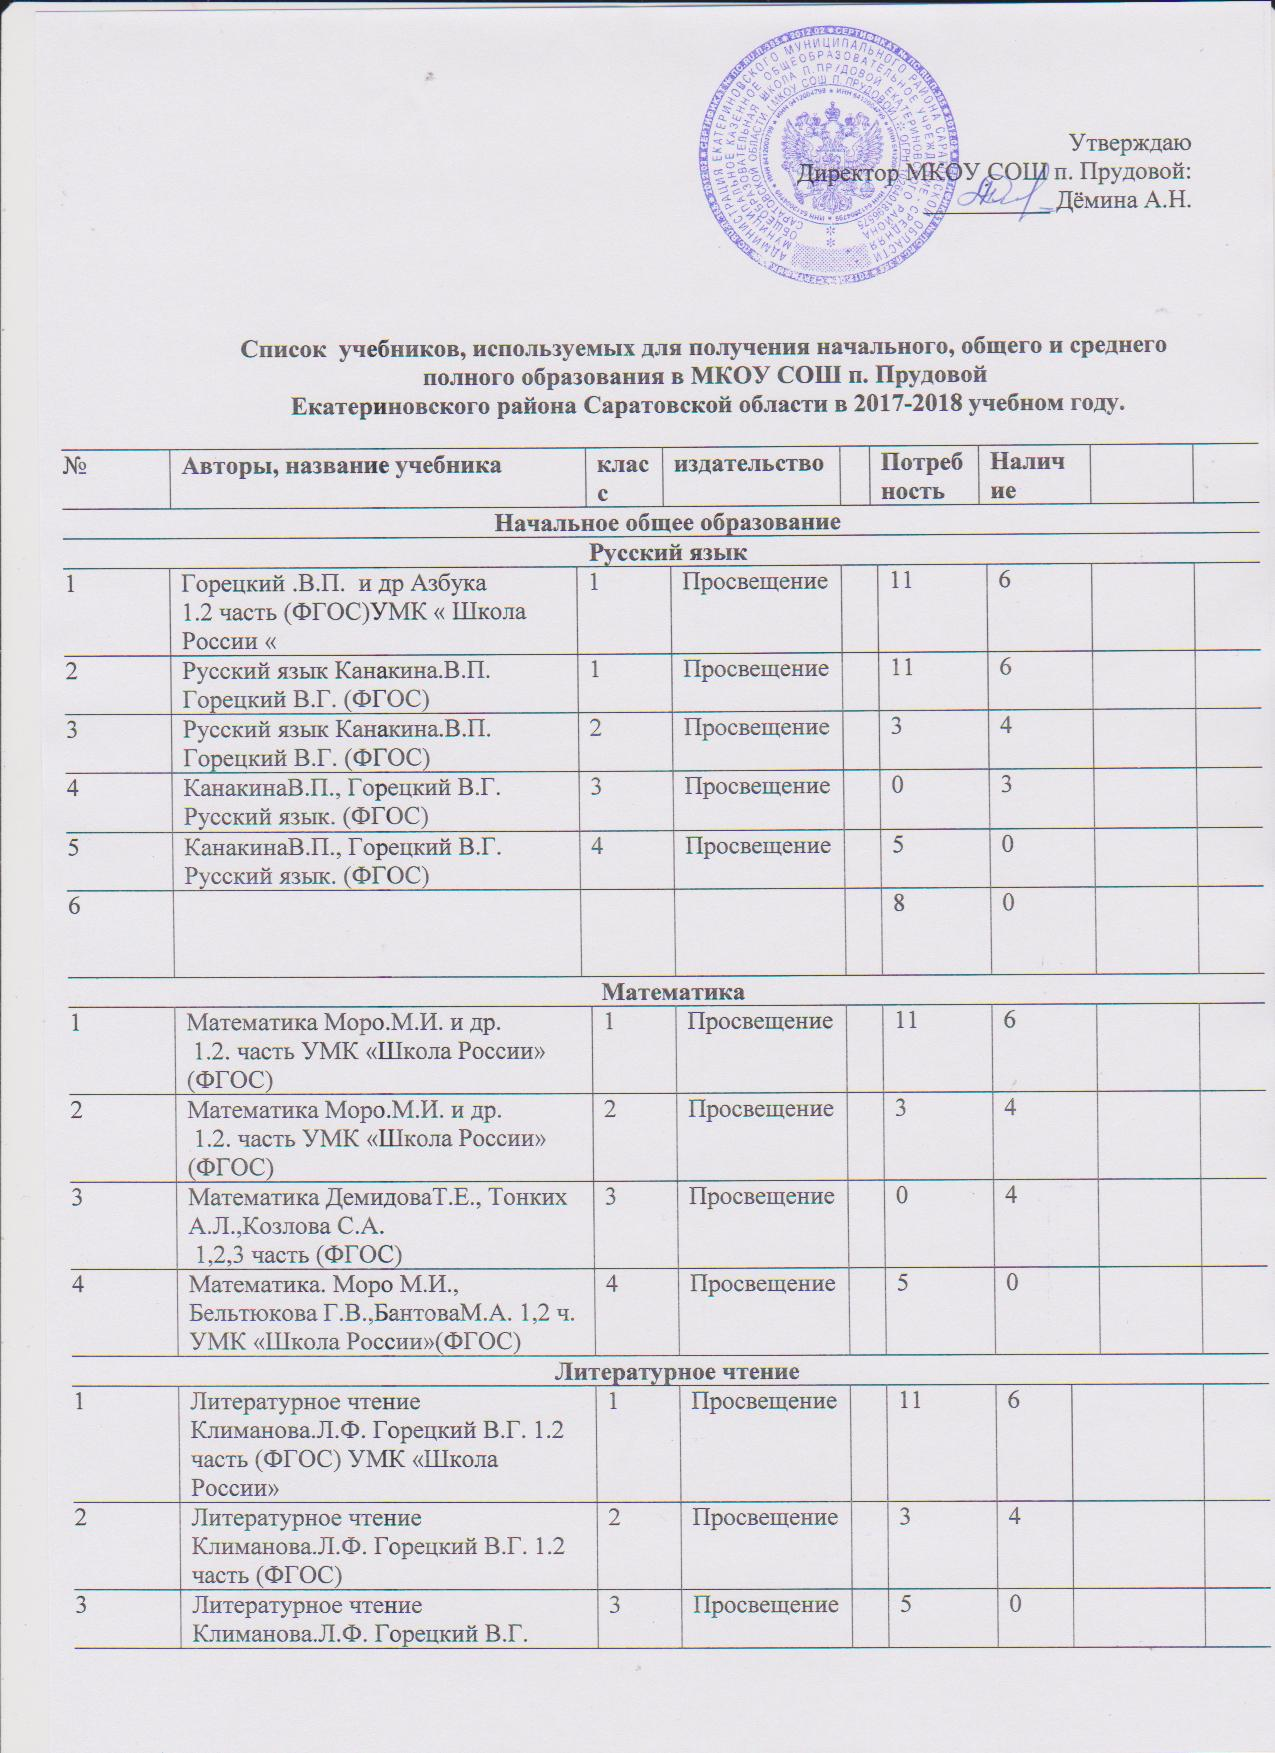 Утверждаю
Директор МКОУ СОШ п. Прудовой:
Дёмина А.Н.
Список учебников, используемых для получения начального, общего и среднего
полного образования в МКОУ СОШ п. Прудовой
Екатериновского района Саратовской области в 2017-2018 учебном году.
№ Авторы, название учебника клас издательство Потреб Налич
с ность ие
Начальное общее образование
Русский язык
1 Горецкий .В.П. и др Азбука 1 Просвещение 11 6
1.2 часть (ФГОС)УМК « Школа
России «
2 Русский язык Канакина.В.П. 1 Просвещение 11 6
Горецкий В.Г. (ФГОС)
3 Русский язык Канакина.В.П. 2 Просвещение 3 4
Горецкий В.Г. (ФГОС)
4 КанакинаВ.П., Горецкий В.Г. 3 Просвещение 0 3
Русский язык. (ФГОС)
5 КанакинаВ.П., Горецкий В.Г. 4 Просвещение 5 0
Русский язык. (ФГОС)
6 8 0
Математика
1 Математика Моро.М.И. и др. 1 Просвещение 11 6
1.2. часть УМК «Школа России»
(ФГОС)
2 Математика Моро.М.И. и др. 2 Просвещение 3 4
1.2. часть УМК «Школа России»
(ФГОС)
3 Математика ДемидоваТ.Е., Тонких 3 Просвещение 0 4
А.Л.,Козлова С.А.
1,2,3 часть (ФГОС)
4 Математика. Моро М.И., 4 Просвещение 5 0
Бельтюкова Г.В.,БантоваМ.А. 1,2 ч.
УМК «Школа России»(ФГОС)
Литературное чтение
1 Литературное чтение 1 Просвещение 11 6
Климанова.Л.Ф. Горецкий В.Г. 1.2
часть (ФГОС) УМК «Школа
России»
2 Литературное чтение 2 Просвещение 3 4
Климанова.Л.Ф. Горецкий В.Г. 1.2
часть (ФГОС)
3 Литературное чтение 3 Просвещение 5 0
Климанова.Л.Ф. Горецкий В.Г.